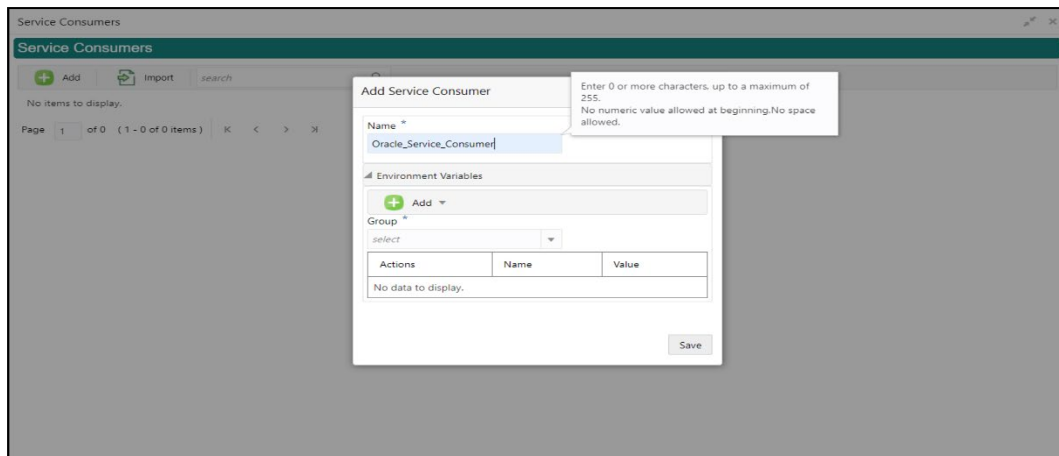 Service Consumers
Service Consumers
Add Import search
No items to display.
Page 1 of 0 (1 - 0 of 0 items)
Add Service Consumer
Enter 0 or more characters. up to a maximum of
255.
No numeric value allowed at beginning.No space
allowed.
Name *
Oracle_Service_Consumer
Environment Variables
Add
Group *
select
Actions Name Value
No data to display.
Save